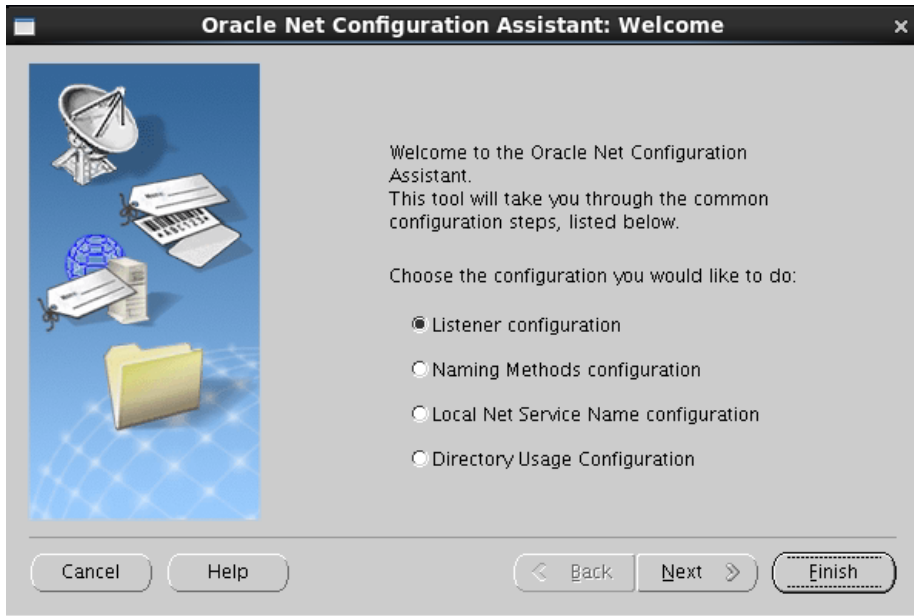 Oracle Net Configuration Assistant: Welcome
Welcome to the Oracle Net Configuration
Assistant.
This tool will take you through the common
configuration steps, listed below.
Choose the configuration you would like to do:
Listener configuration
Naming Methods configuration
Local Net Service Name configuration
Directory Usage Configuration
Cancel
Help
Back
Next
Finish